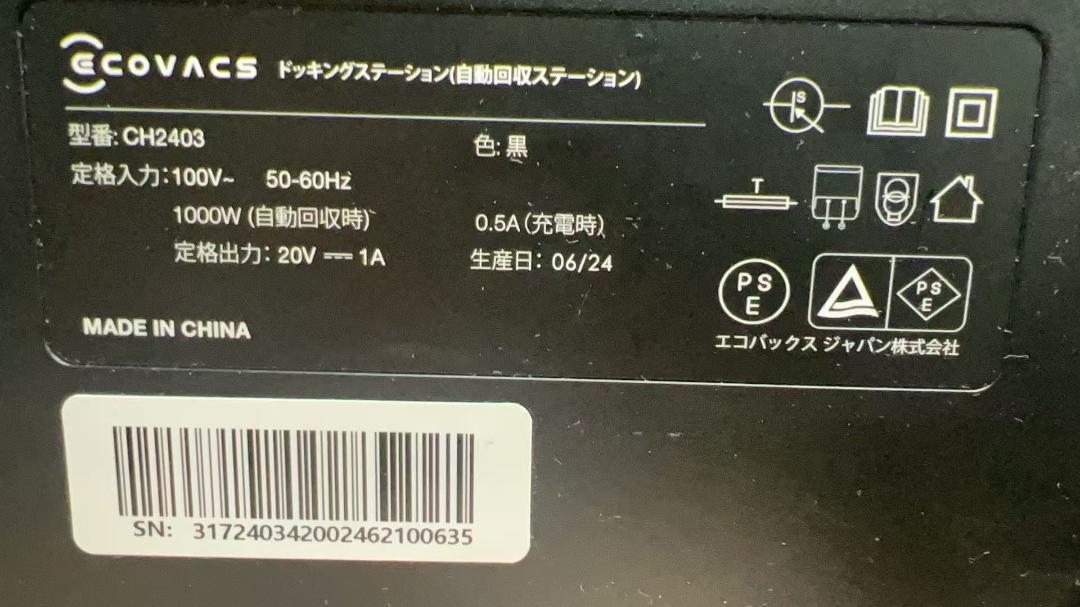 ECOVACS ドッキングステーション(自動回収ステーション)
型番: CH2403 色: 黒
定格入力: 100V~ 50-60Hz
1000W (自動回収時) 0.5A (充電時)
定格出力: 20V ⎓ 1A 生産日: 06/24
MADE IN CHINA
S
T
PS
E
PS
E
エコバックス ジャパン株式会社
SN: 317240342002462100635